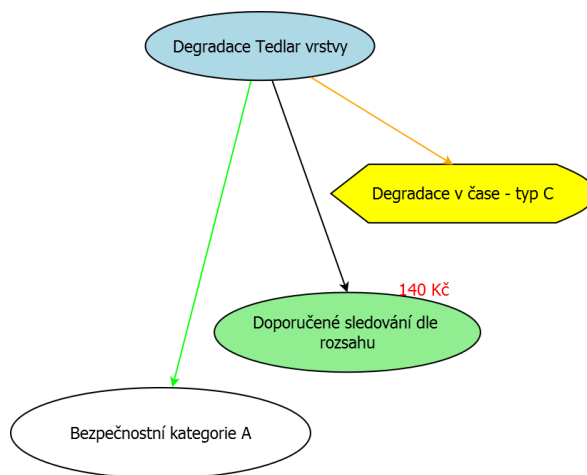 Degradace Tedlar vrstvy
Degradace v čase - typ C
140 Kč
Doporučené sledování dle
rozsahu
Bezpečnostní kategorie A